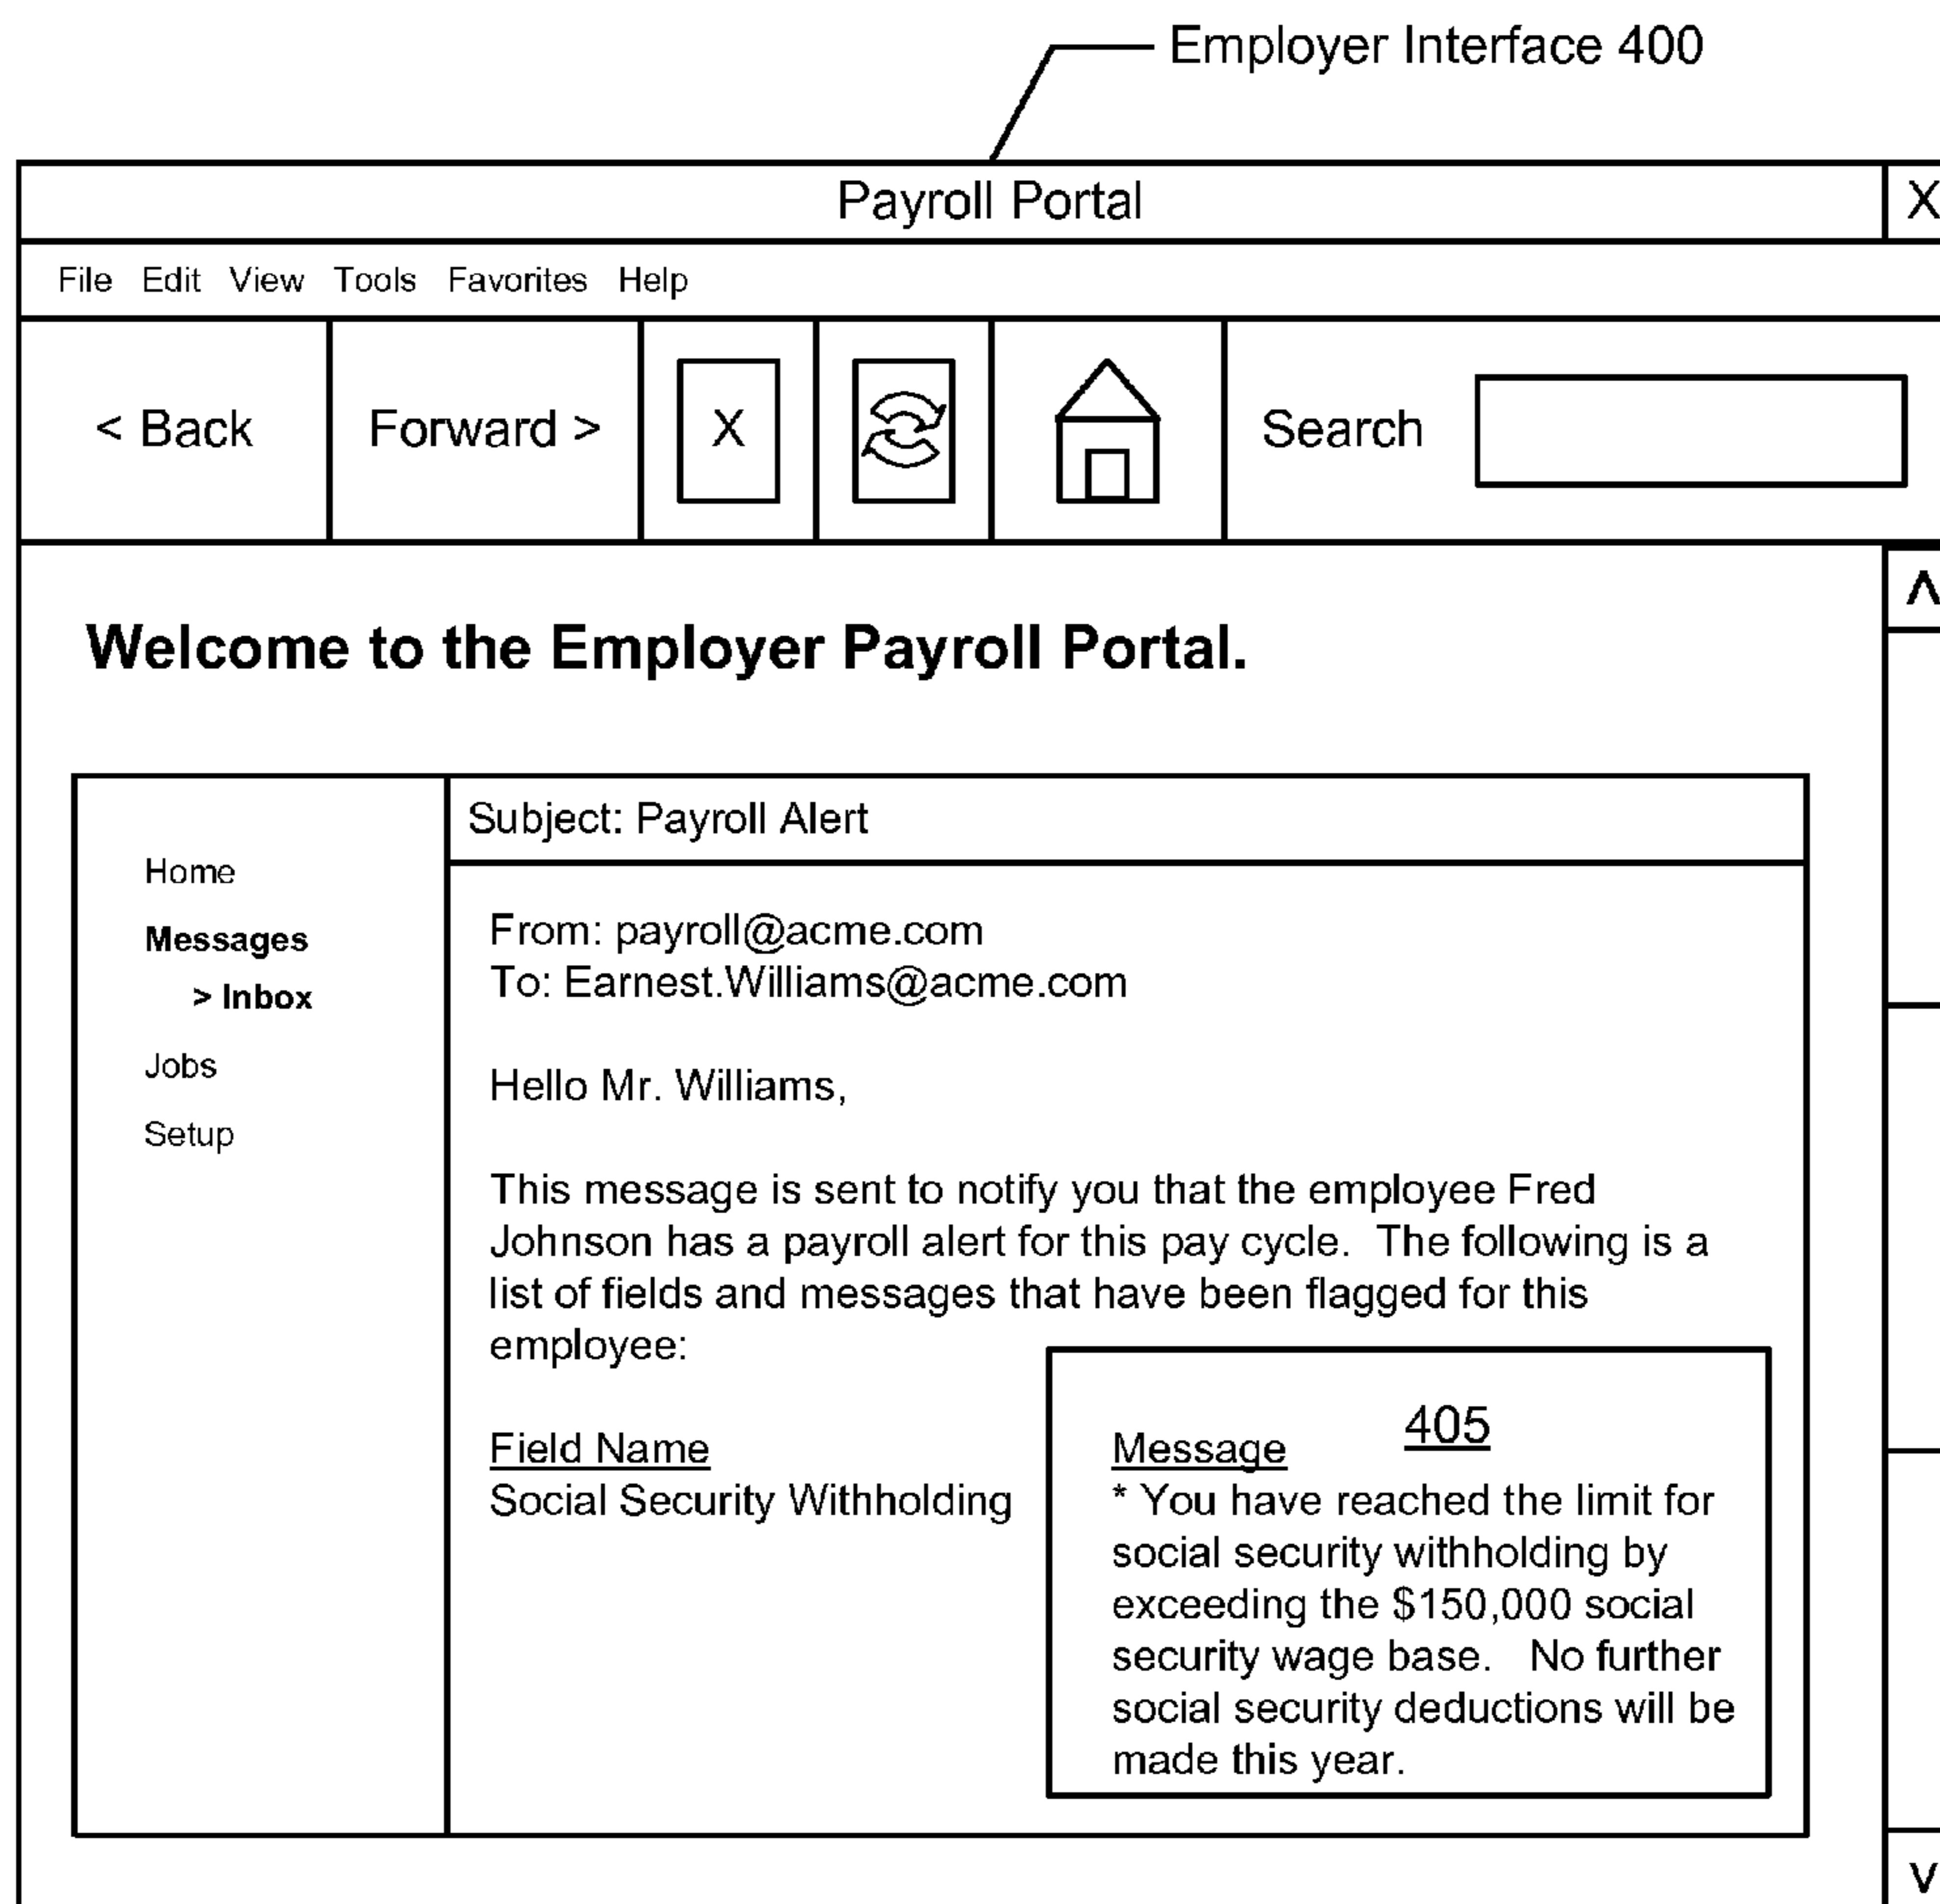 Employer Interface 400
Payroll Portal X
File Edit View Tools Favorites Help
< Back Forward > X Search
Λ
Welcome to the Employer Payroll Portal.
Subject: Payroll Alert
Home
Messages
> Inbox
Jobs
Setup
From: payroll@acme.com
To: Earnest.Williams@acme.com
Hello Mr. Williams,
This message is sent to notify you that the employee Fred
Johnson has a payroll alert for this pay cycle.  The following is a
list of fields and messages that have been flagged for this
employee:
Field Name
Social Security Withholding
405
Message
* You have reached the limit for
social security withholding by
exceeding the $150,000 social
security wage base.   No further
social security deductions will be
made this year.
V